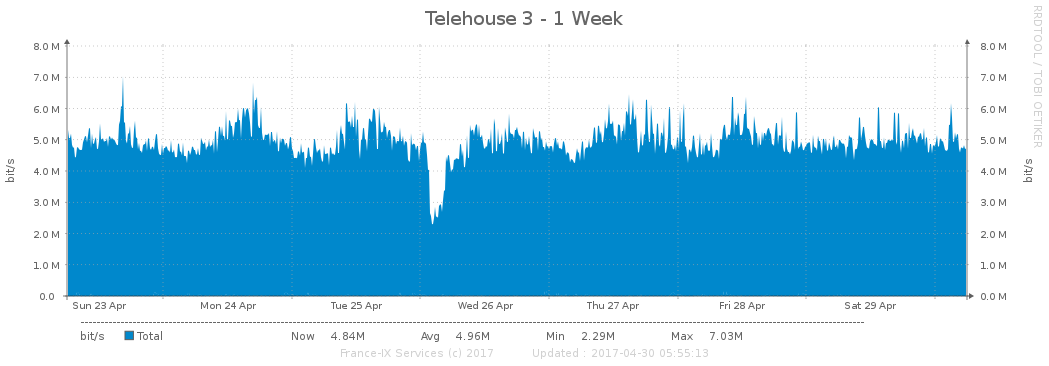 Telehouse 3 - 1 Week
RRDTOOL / TOBI OETIKER
8.0 M 8.0 M
7.0 M 7.0 M
6.0 M 6.0 M
5.0 M 5.0 M
4.0 M 4.0 M
3.0 M 3.0 M
2.0 M 2.0 M
1.0 M 1.0 M
0.0 0.0 M
bit/s bit/s
Sun 23 Apr Mon 24 Apr Tue 25 Apr Wed 26 Apr Thu 27 Apr Fri 28 Apr Sat 29 Apr
bit/s Total Now 4.84M Avg 4.96M Min 2.29M Max 7.03M
France-IX Services (c) 2017 Updated : 2017-04-30 05:55:13